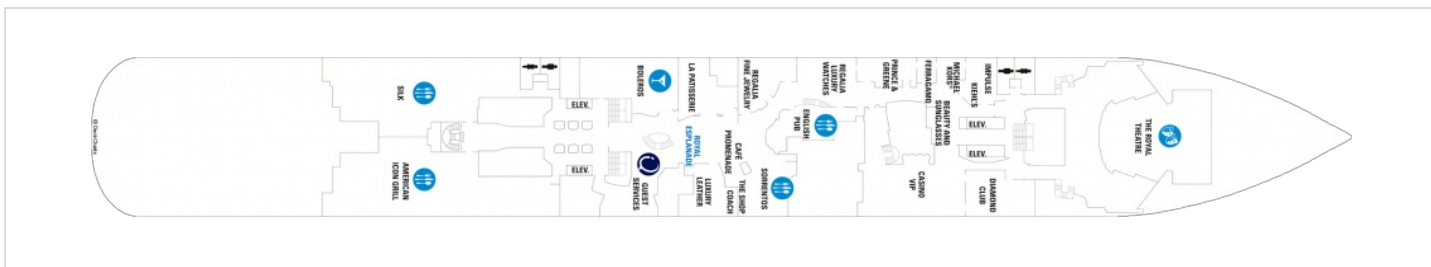 SILK
AMERICAN
ICON GRILL
ELEV.
ELEV.
BOLEROS
GUEST
SERVICES
LA PATISSERIE
ROYAL
ESPLANADE
LUXURY
LEATHER
REGALIA
FINE JEWELRY
CAFE
PROMENADE
THE SHOP
COACH
SORRENTOS
REGALIA
LUXURY
WATCHES
ENGLISH
PUB
PRINCE &
GREENE
FERRAGAMO
MICHAEL
KORS
KIEHL'S
IMPULSE
BEAUTY AND
SUNGLASSES
ELEV.
ELEV.
CASINO
VIP
DIAMOND
CLUB
THE ROYAL
THEATRE